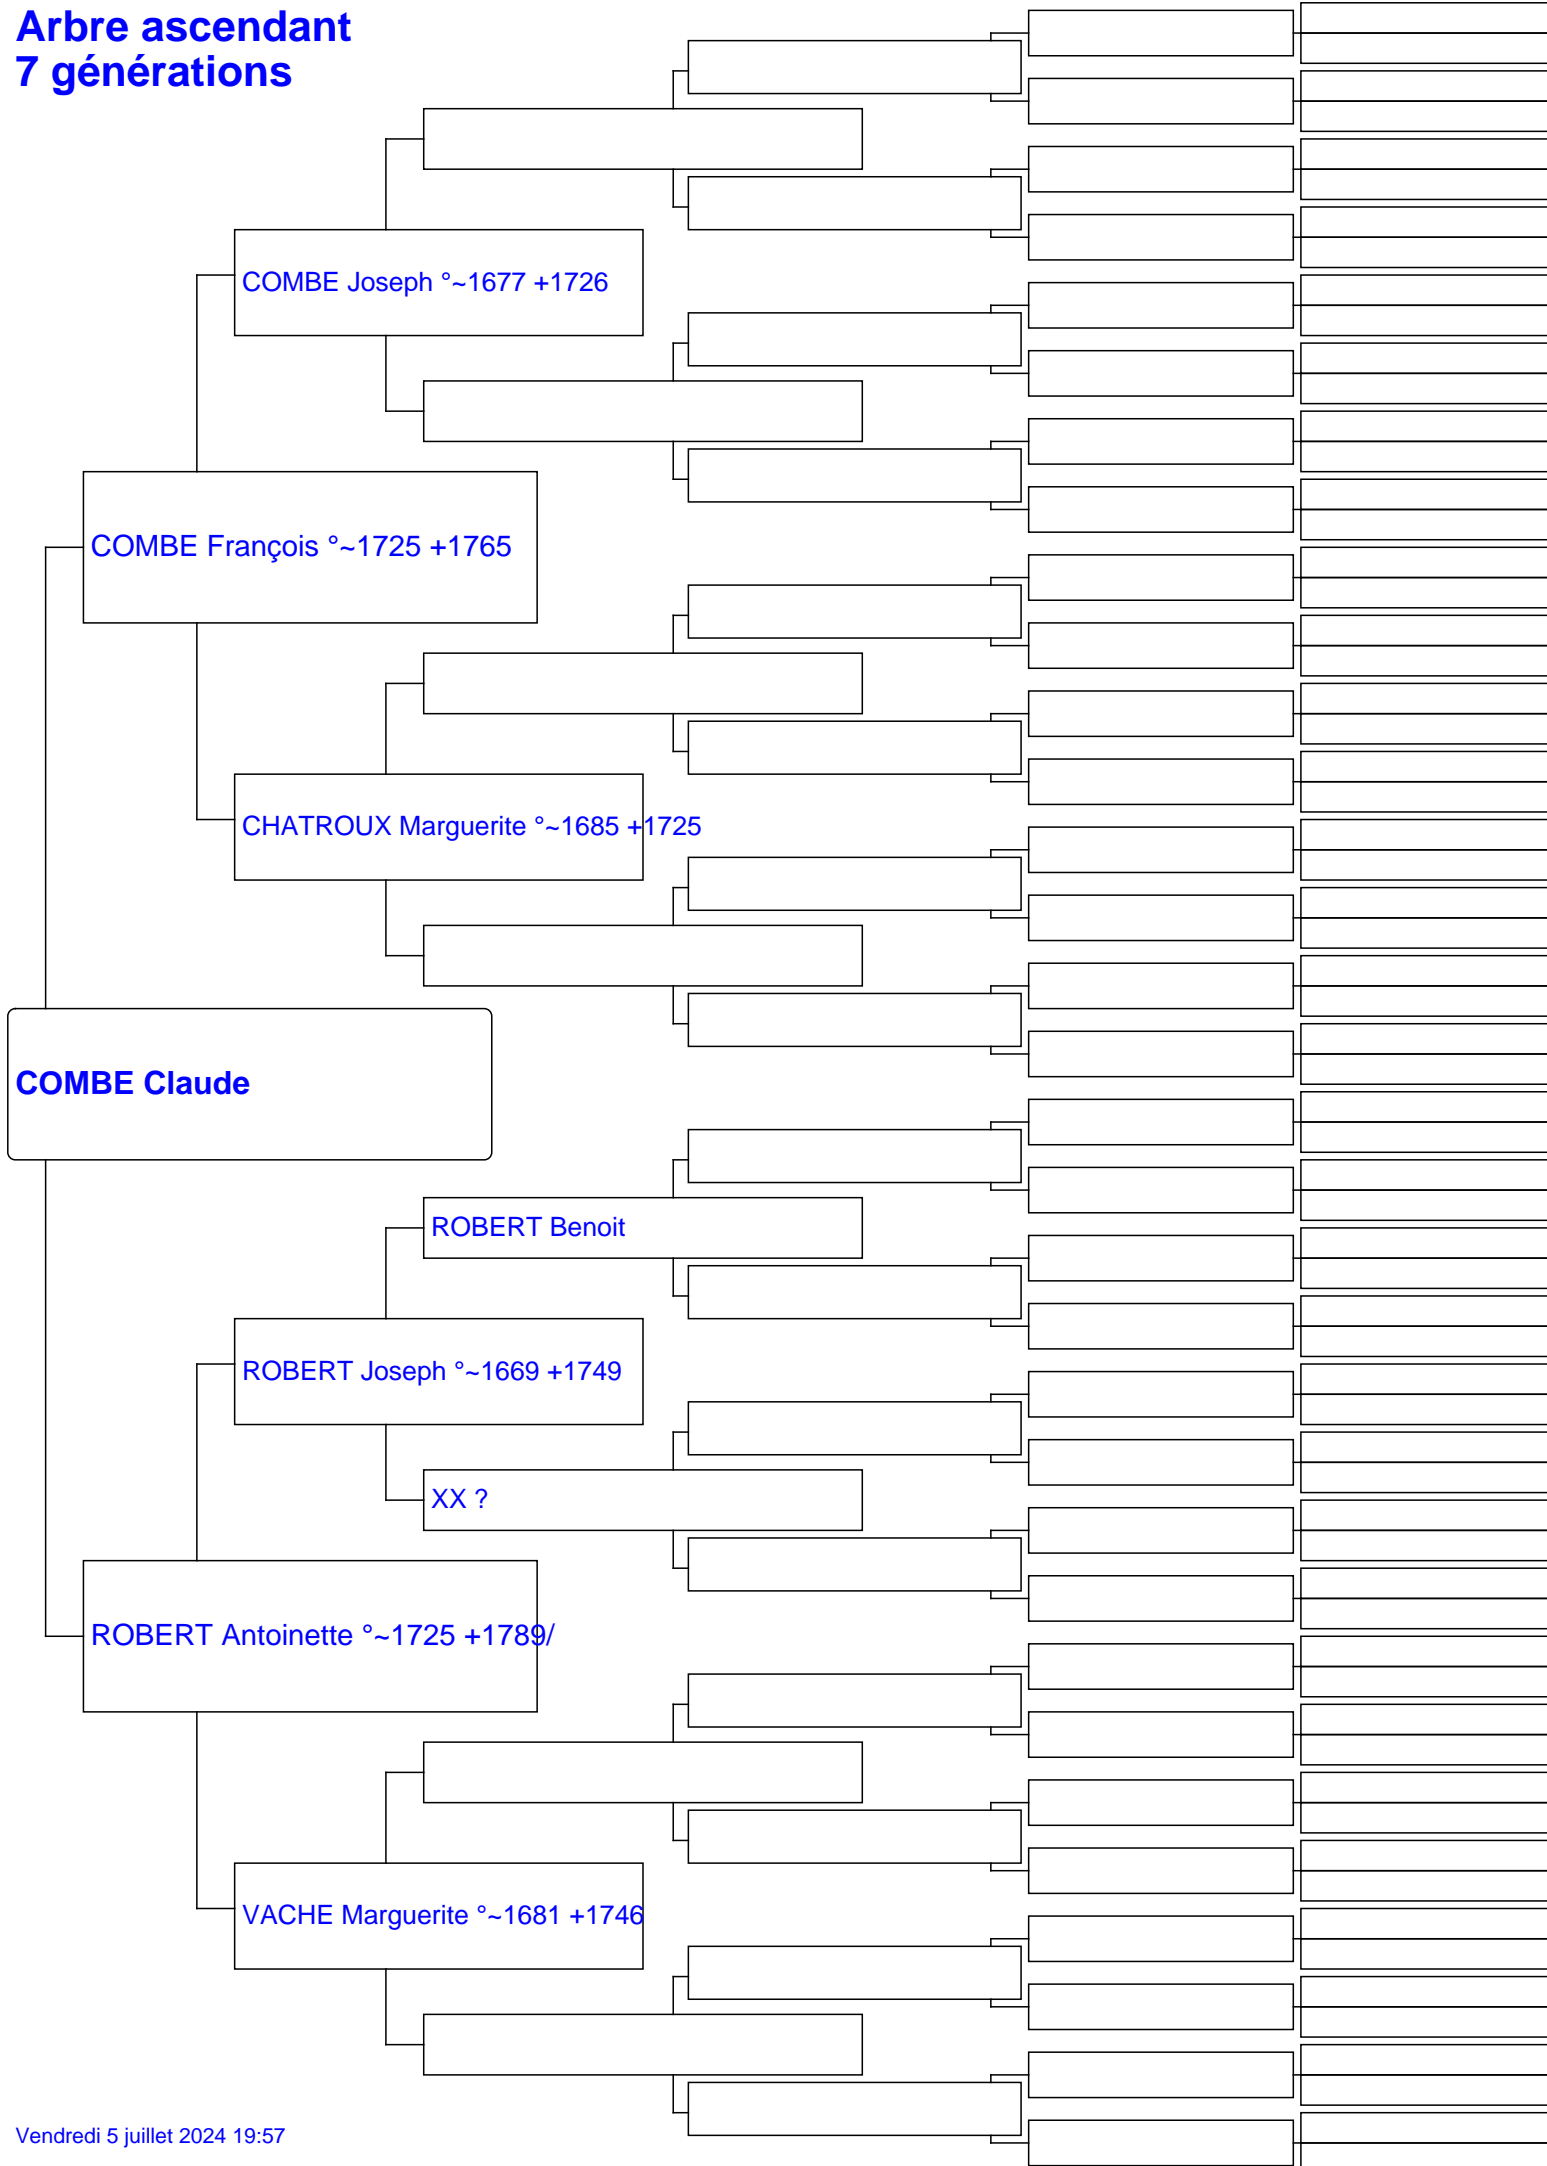 Arbre ascendant
7 générations
COMBE Joseph °~1677 +1726
COMBE François °~1725 +1765
CHATROUX Marguerite °~1685 +1725
COMBE Claude
ROBERT Benoit
ROBERT Joseph °~1669 +1749
XX ?
ROBERT Antoinette °~1725 +1789/
VACHE Marguerite °~1681 +1746
Vendredi 5 juillet 2024 19:57